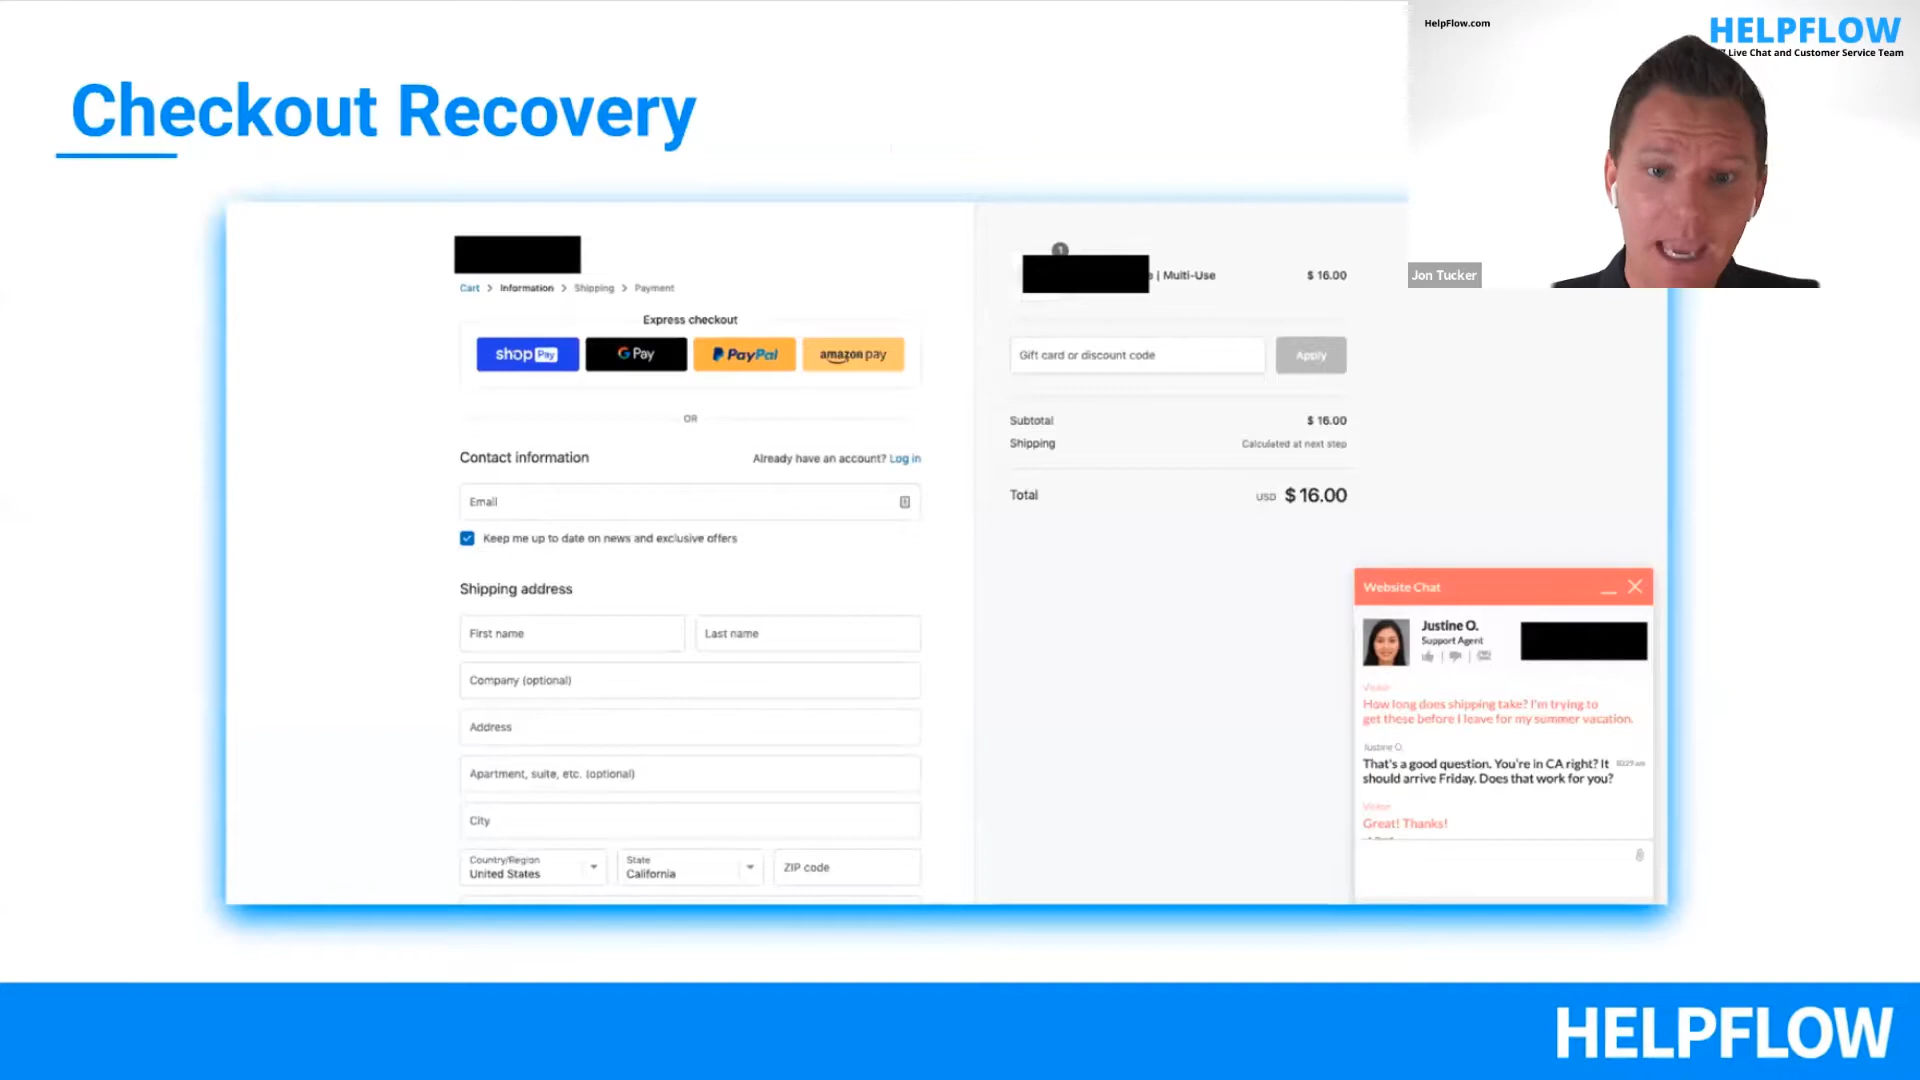 HelpFlow.com
HELPFLOW
Live Chat and Customer Service Team
Checkout Recovery
Jon Tucker
Cart > Information > Shipping > Payment
Express checkout
shop Pay
G Pay
PayPal
amazon pay
OR
Contact information
Already have an account? Log in
Email
Keep me up to date on news and exclusive offers
Shipping address
First name
Last name
Company (optional)
Address
Apartment, suite, etc. (optional)
City
Country/Region
United States
State
California
ZIP code
1
| Multi-Use
$ 16.00
Gift card or discount code
Apply
Subtotal
$ 16.00
Shipping
Calculated at next step
Total
USD $ 16.00
Website Chat
Justine O.
Support Agent
Visitor
How long does shipping take? I'm trying to
get these before I leave for my summer vacation.
Justine O.
That's a good question. You're in CA right? It
should arrive Friday. Does that work for you?
Visitor
Great! Thanks!
HELPFLOW